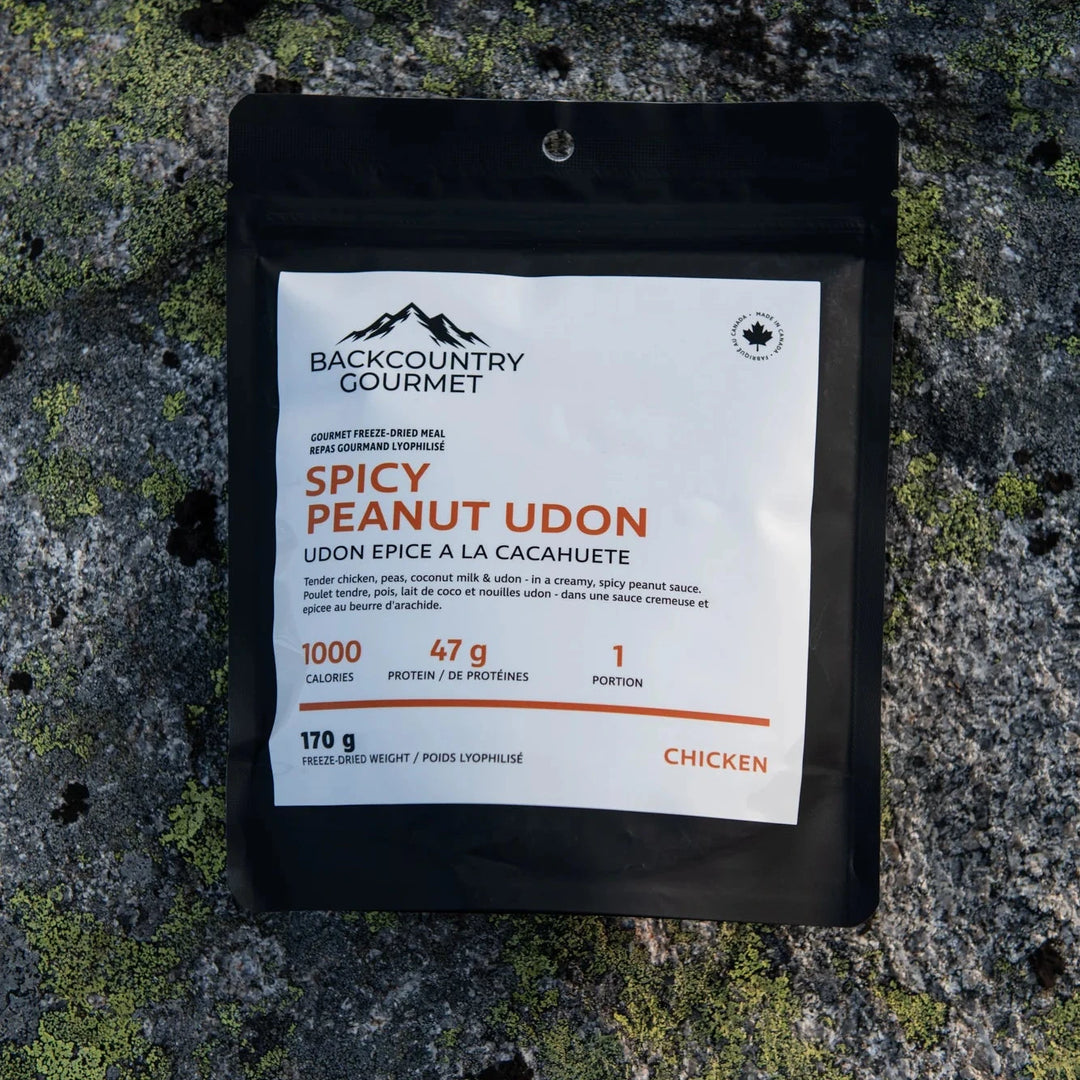 BACKCOUNTRY
GOURMET
MADE IN CANADA • FABRIQUÉ AU CANADA •
GOURMET FREEZE-DRIED MEAL
REPAS GOURMAND LYOPHILISÉ
SPICY
PEANUT UDON
UDON EPICE A LA CACAHUETE
Tender chicken, peas, coconut milk & udon - in a creamy, spicy peanut sauce.
Poulet tendre, pois, lait de coco et nouilles udon - dans une sauce cremeuse et
epicee au beurre d'arachide.
1000 47 g 1
CALORIES PROTEIN / DE PROTÉINES PORTION
170 g
FREEZE-DRIED WEIGHT / POIDS LYOPHILISÉ
CHICKEN